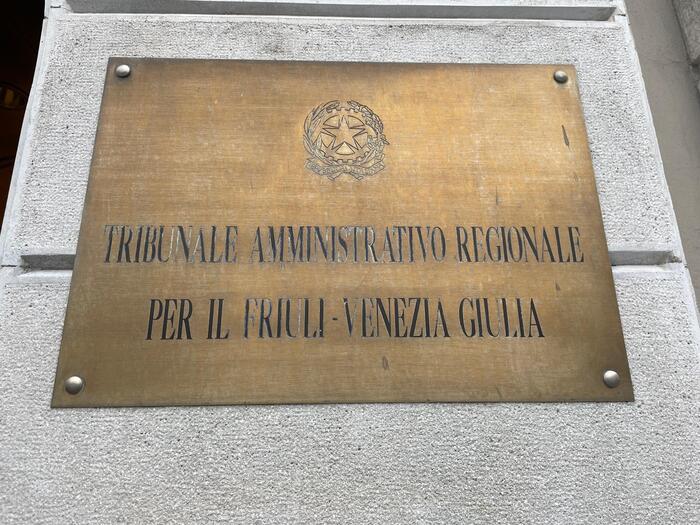 TRIBUNALE AMMINISTRATIVO REGIONALE
PER IL FRIULI-VENEZIA GIULIA